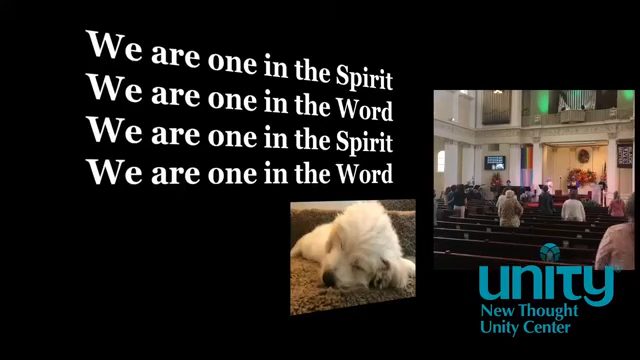 We are one in the Spirit
We are one in the Word
We are one in the Spirit
We are one in the Word
unity
New Thought
Unity Center